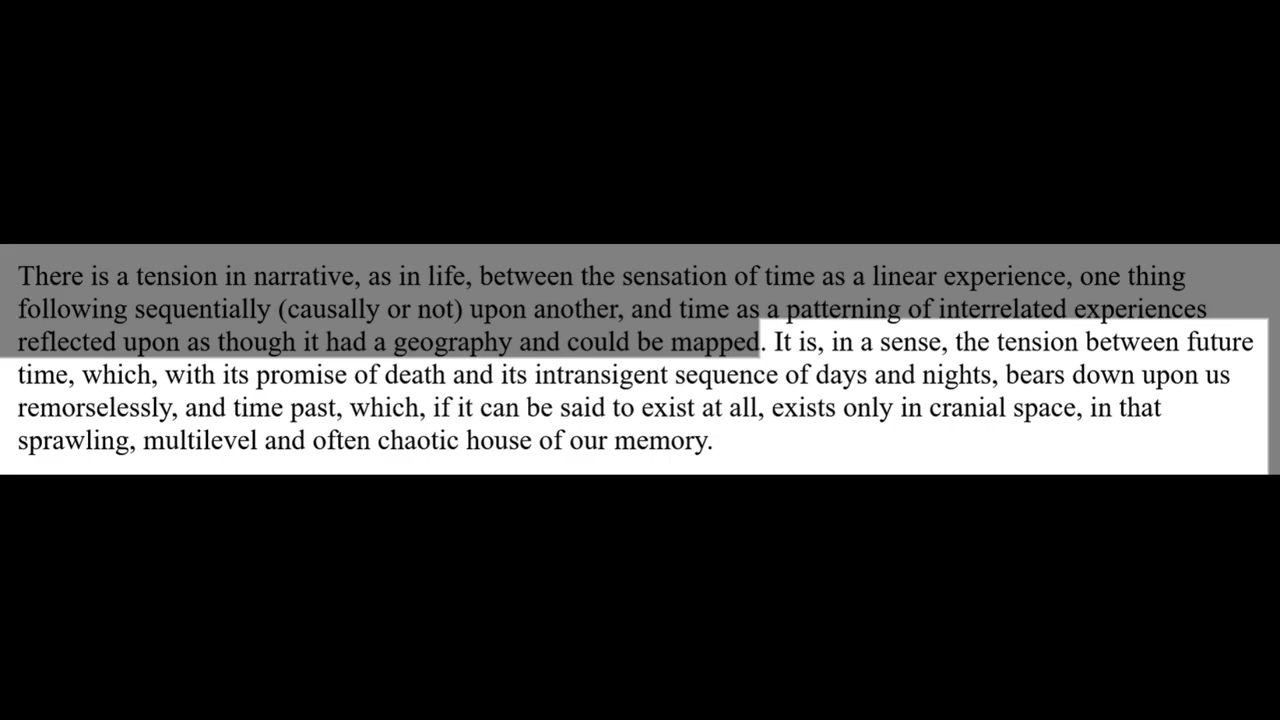 There is a tension in narrative, as in life, between the sensation of time as a linear experience, one thing
following sequentially (causally or not) upon another, and time as a patterning of interrelated experiences
reflected upon as though it had a geography and could be mapped. It is, in a sense, the tension between future
time, which, with its promise of death and its intransigent sequence of days and nights, bears down upon us
remorselessly, and time past, which, if it can be said to exist at all, exists only in cranial space, in that
sprawling, multilevel and often chaotic house of our memory.